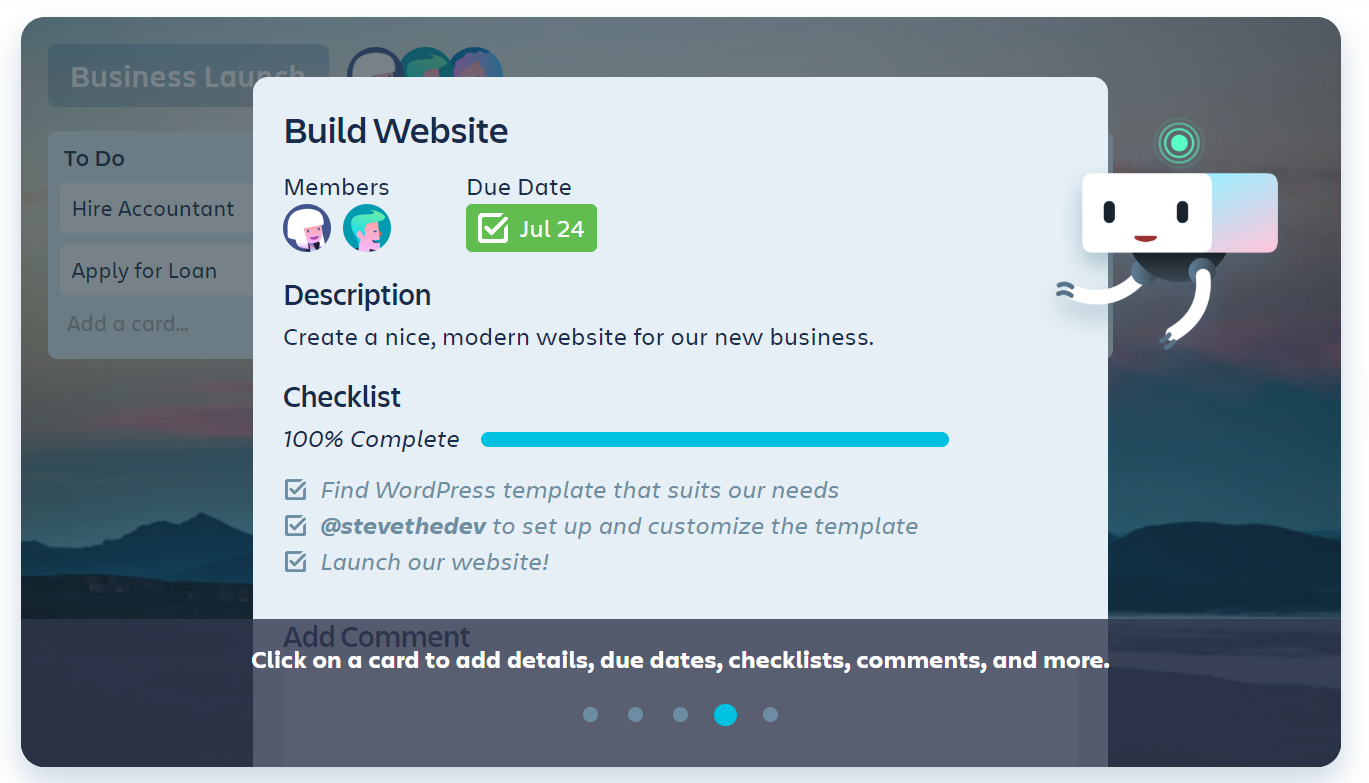 Business Launch
To Do
Hire Accountant
Apply for Loan
Add a card...
Build Website
Members
Due Date
Jul 24
Description
Create a nice, modern website for our new business.
Checklist
100% Complete
Find WordPress template that suits our needs
@stevethedev to set up and customize the template
Launch our website!
Add Comment
Click on a card to add details, due dates, checklists, comments, and more.